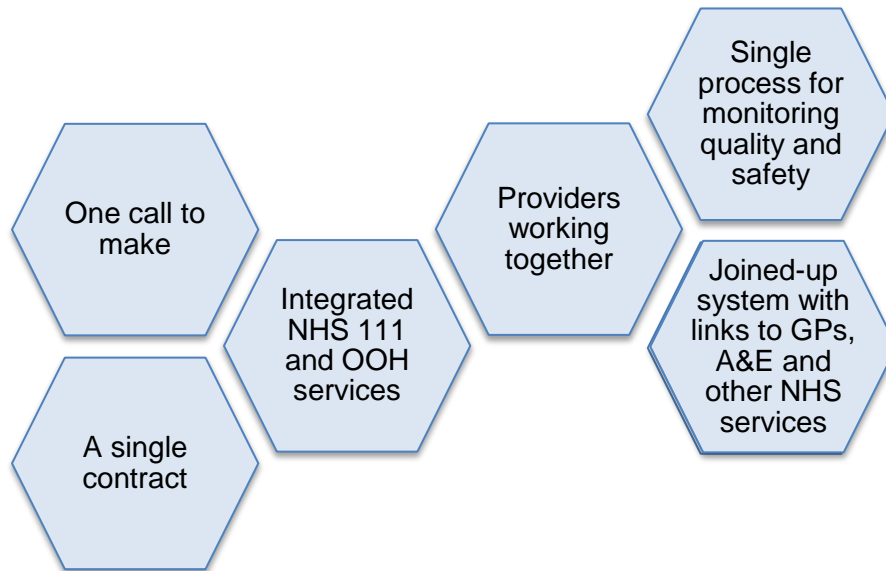 One call to
make
A single
contract
Integrated
NHS 111
and OOH
services
Providers
working
together
Single
process for
monitoring
quality and
safety
Joined-up
system with
links to GPs,
A&E and
other NHS
services